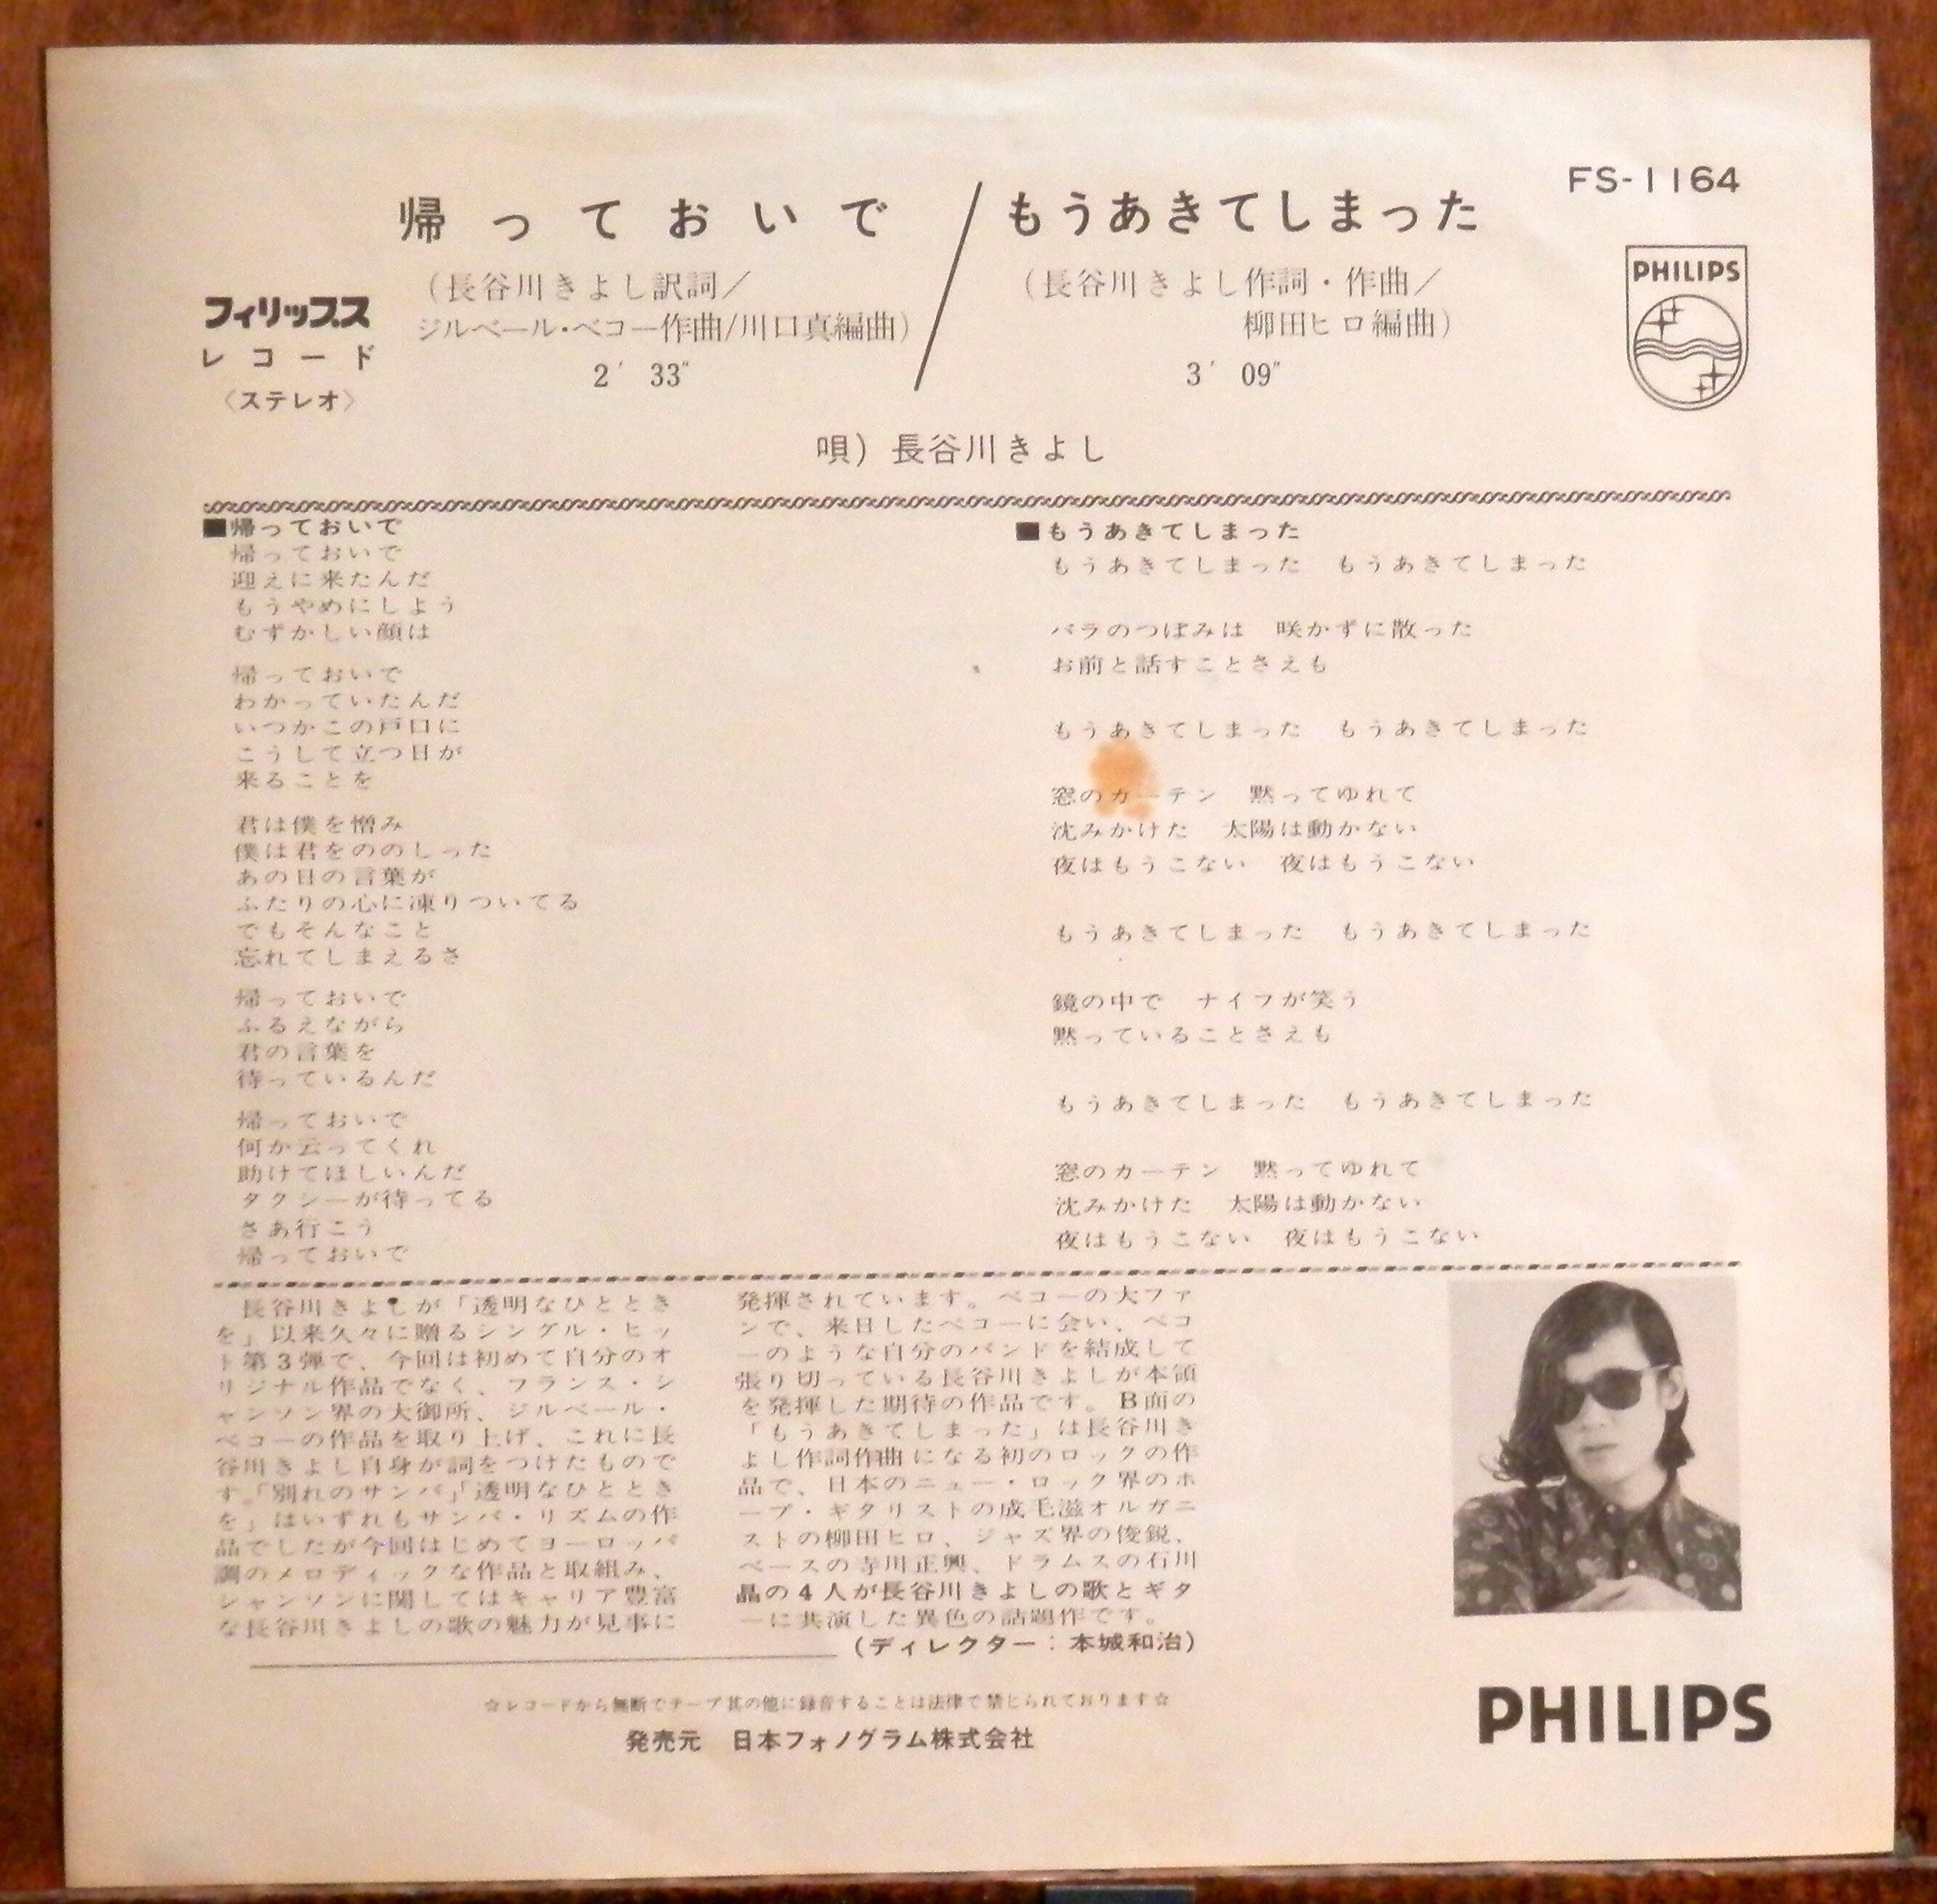 FS-1164
帰っておいで／もうあきてしまった
（長谷川きよし訳詞／
ジルベール・ベコー作曲/川口真編曲）
2′33″
（長谷川きよし作詞・作曲／
柳田ヒロ編曲）
3′09″
フィリップス
レコード
〈ステレオ〉
PHILIPS
唄）長谷川きよし
■帰っておいで
帰っておいで
迎えに来たんだ
もうやめにしよう
むずかしい顔は
帰っておいで
わかっていたんだ
いつかこの戸口に
こうして立つ日が
来ることを
君は僕を憎み
僕は君をののしった
あの日の言葉が
ふたりの心に凍りついてる
でもそんなこと
忘れてしまえるさ
帰っておいで
ふるえながら
君の言葉を
待っているんだ
帰っておいで
何か云ってくれ
助けてほしいんだ
タクシーが待ってる
さあ行こう
帰っておいで
■もうあきてしまった
もうあきてしまった　もうあきてしまった
バラのつぼみは　咲かずに散った
お前と話すことさえも
もうあきてしまった　もうあきてしまった
窓のカーテン　黙ってゆれて
沈みかけた　太陽は動かない
夜はもうこない　夜はもうこない
もうあきてしまった　もうあきてしまった
鏡の中で　ナイフが笑う
黙っていることさえも
もうあきてしまった　もうあきてしまった
窓のカーテン　黙ってゆれて
沈みかけた　太陽は動かない
夜はもうこない　夜はもうこない
長谷川きよしが「透明なひととき
を」以来久々に贈るシングル・ヒッ
ト第3弾で、今回は初めて自分のオ
リジナル作品でなく、フランス・シ
ャンソン界の大御所、ジルベール・
ベコーの作品を取り上げ、これに長
谷川きよし自身が詞をつけたもので
す。「別れのサンバ」「透明なひととき
を」はいずれもサンバ・リズムの作
品でしたが今回はじめてヨーロッパ
調のメロディックな作品と取組み、
シャンソンに関してはキャリア豊富
な長谷川きよしの歌の魅力が見事に
発揮されています。ベコーの大ファ
ンで、来日したベコーに会い、ベコ
ーのような自分のバンドを結成して
張り切っている長谷川きよしが本領
を発揮した期待の作品です。B面の
「もうあきてしまった」は長谷川き
よし作詞作曲になる初のロックの作
品で、日本のニュー・ロック界のホ
ープ・ギタリストの成毛滋オルガニ
ストの柳田ヒロ、ジャズ界の俊鋭、
ベースの寺川正興、ドラムスの石川
晶の4人が長谷川きよしの歌とギタ
ーに共演した異色の話題作です。
（ディレクター：本城和治）
☆レコードから無断でテープ其の他に録音することは法律で禁じられております☆
発売元　日本フォノグラム株式会社
PHILIPS